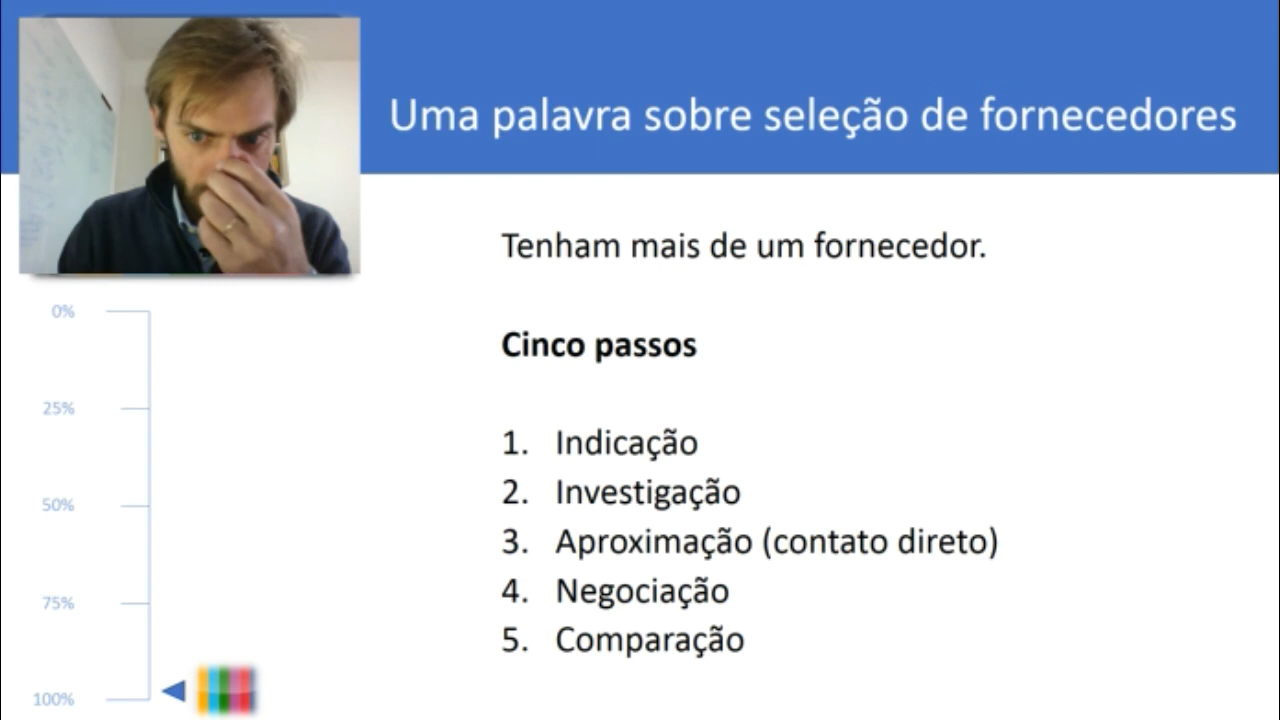 Uma palavra sobre seleção de fornecedores
Tenham mais de um fornecedor.
Cinco passos
1. Indicação
2. Investigação
3. Aproximação (contato direto)
4. Negociação
5. Comparação
0%
25%
50%
75%
100%